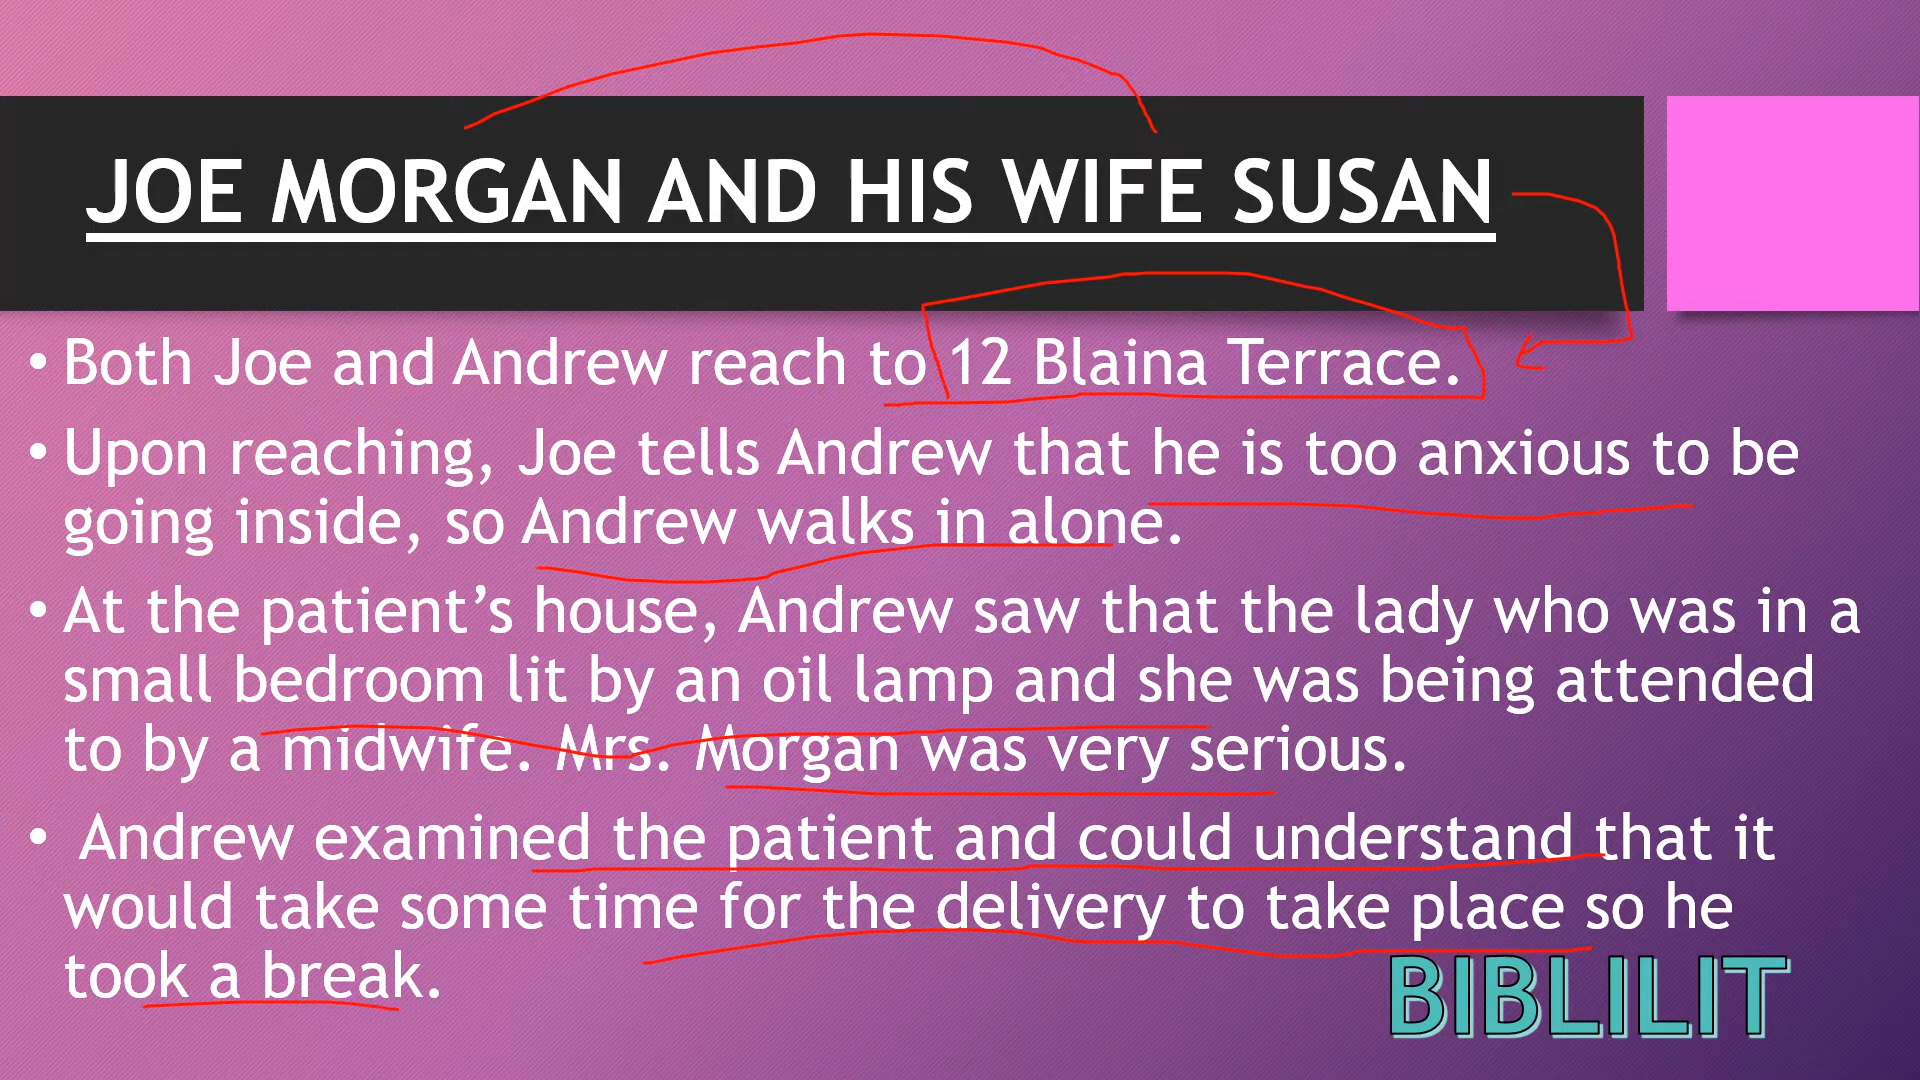 JOE MORGAN AND HIS WIFE SUSAN
• Both Joe and Andrew reach to 12 Blaina Terrace.
• Upon reaching, Joe tells Andrew that he is too anxious to be
going inside, so Andrew walks in alone.
• At the patient’s house, Andrew saw that the lady who was in a
small bedroom lit by an oil lamp and she was being attended
to by a midwife. Mrs. Morgan was very serious.
• Andrew examined the patient and could understand that it
would take some time for the delivery to take place so he
took a break.
BIBLILIT